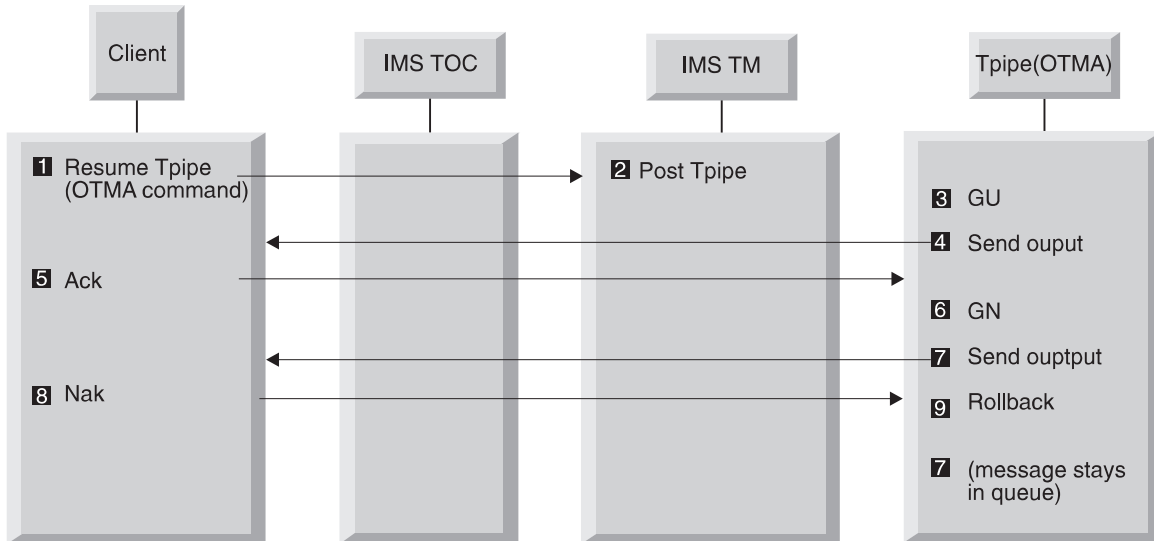 Client
IMS TOC
IMS TM
Tpipe(OTMA)
1 Resume Tpipe
(OTMA command)
2 Post Tpipe
3 GU
4 Send ouput
5 Ack
6 GN
7 Send ouptput
8 Nak
9 Rollback
7 (message stays
in queue)